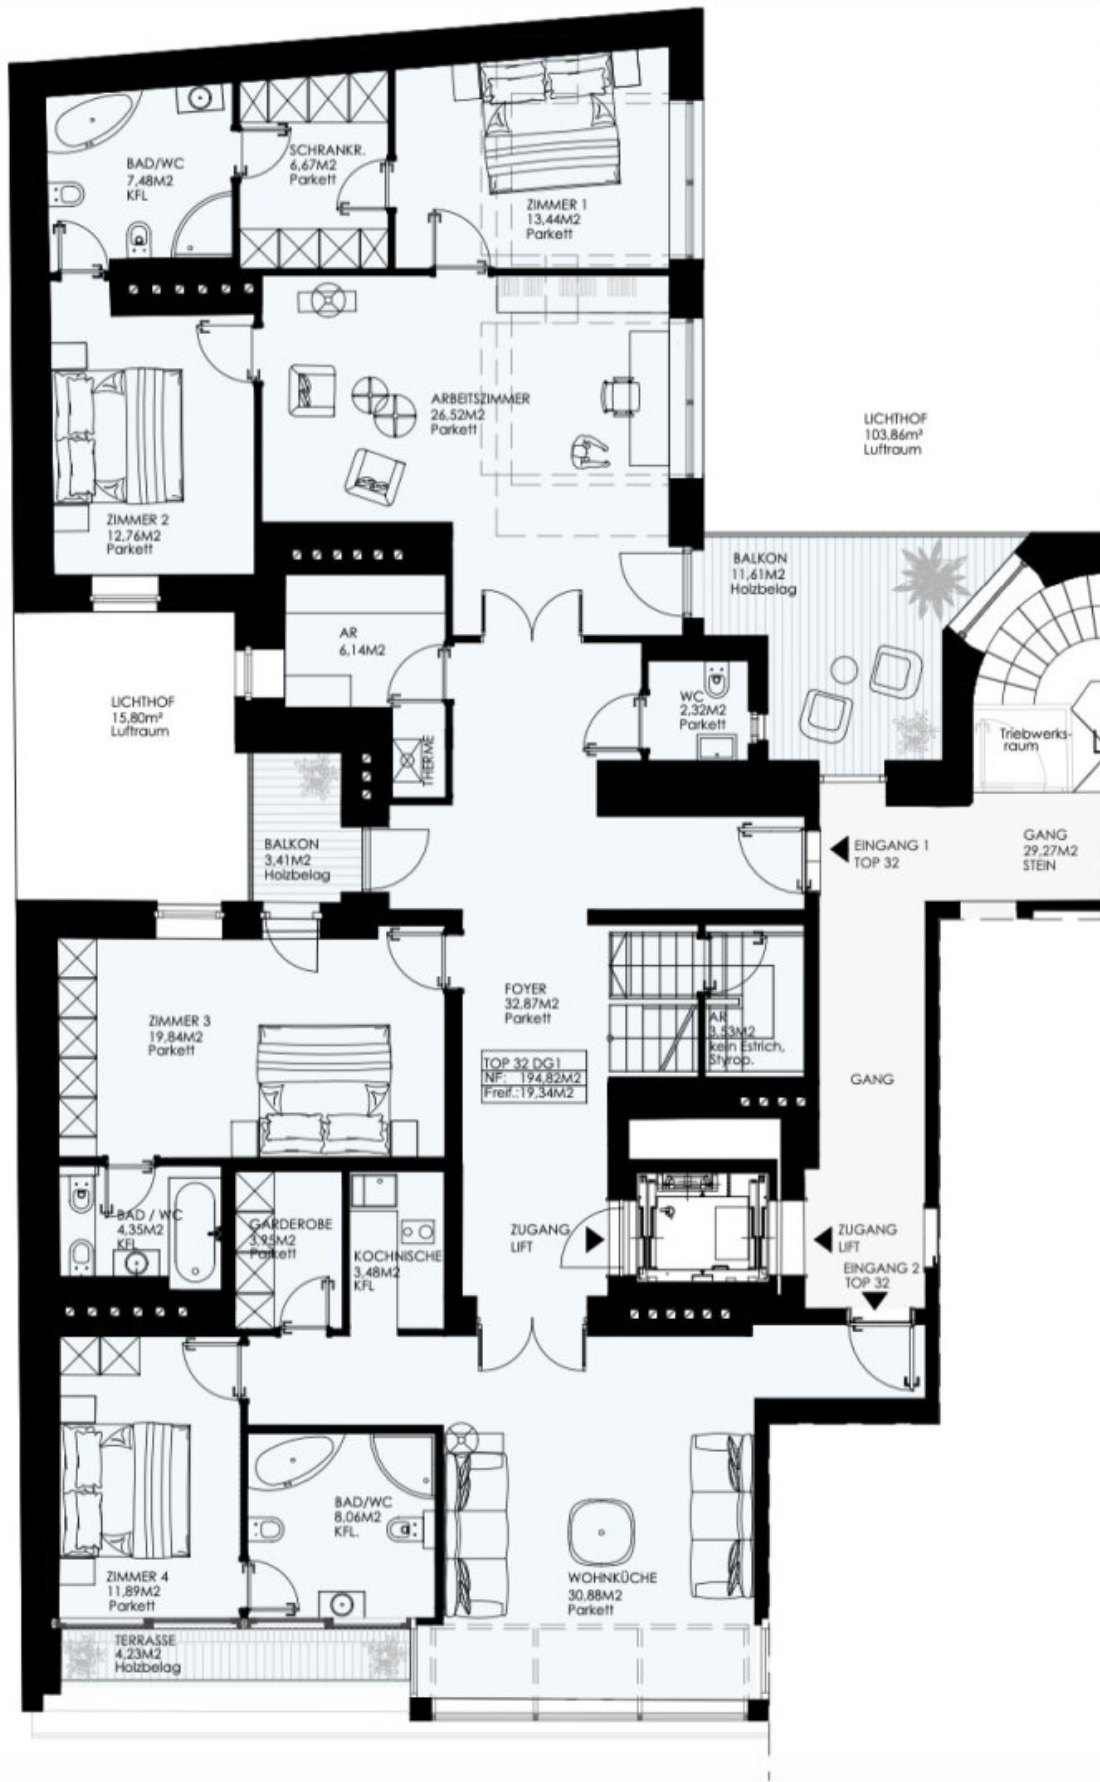 BAD/WC
7,48M2
KFL
SCHRANKR.
6,67M2
Parkett
ZIMMER 1
13,44M2
Parkett
ARBEITSZIMMER
26,52M2
Parkett
LICHTHOF
103,86m²
Luftraum
ZIMMER 2
12,76M2
Parkett
BALKON
11,61M2
Holzbelag
AR
6,14M2
LICHTHOF
15,80m²
Luftraum
WC
2,32M2
Parkett
THERME
Triebwerks-
raum
BALKON
3,41M2
Holzbelag
EINGANG 1
TOP 32
GANG
29,27M2
STEIN
FOYER
32,87M2
Parkett
ZIMMER 3
19,84M2
Parkett
AR
3,53M2
kein Estrich,
Styrop.
TOP 32 DG1
NF: 194,82M2
Freif.:19,34M2
GANG
BAD / WC
4,35M2
KFL
GARDEROBE
3,95M2
Parkett
KOCHNISCHE
3,48M2
KFL
ZUGANG
LIFT
ZUGANG
LIFT
EINGANG 2
TOP 32
BAD/WC
8,06M2
KFL.
ZIMMER 4
11,89M2
Parkett
WOHNKÜCHE
30,88M2
Parkett
TERRASSE
4,23M2
Holzbelag